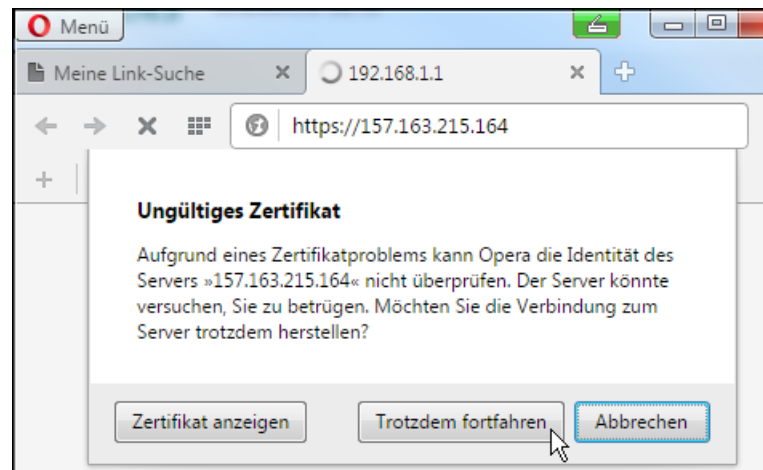 Menü
Meine Link-Suche
192.168.1.1
https://157.163.215.164
Ungültiges Zertifikat
Aufgrund eines Zertifikatproblems kann Opera die Identität des
Servers »157.163.215.164« nicht überprüfen. Der Server könnte
versuchen, Sie zu betrügen. Möchten Sie die Verbindung zum
Server trotzdem herstellen?
Zertifikat anzeigen
Trotzdem fortfahren
Abbrechen